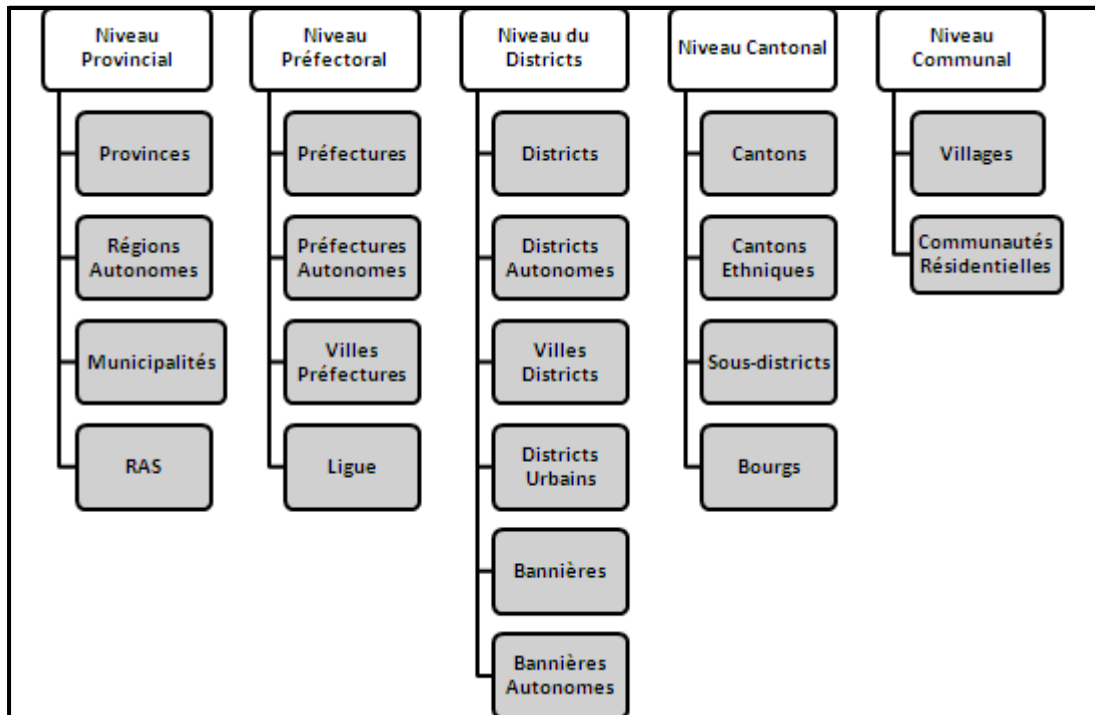 Niveau
Provincial
Provinces
Régions
Autonomes
Municipalités
RAS
Niveau
Préfectoral
Préfectures
Préfectures
Autonomes
Villes
Préfectures
Ligue
Niveau du
Districts
Districts
Districts
Autonomes
Villes
Districts
Districts
Urbains
Bannières
Bannières
Autonomes
Niveau Cantonal
Cantons
Cantons
Ethniques
Sous-districts
Bourgs
Niveau
Communal
Villages
Communautés
Résidentielles